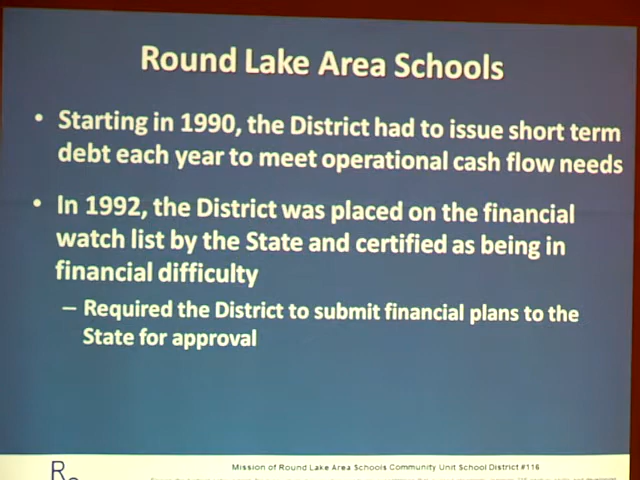 Round Lake Area Schools
• Starting in 1990, the District had to issue short term
debt each year to meet operational cash flow needs
• In 1992, the District was placed on the financial
watch list by the State and certified as being in
financial difficulty
– Required the District to submit financial plans to the
State for approval
Mission of Round Lake Area Schools Community Unit School District #116
R